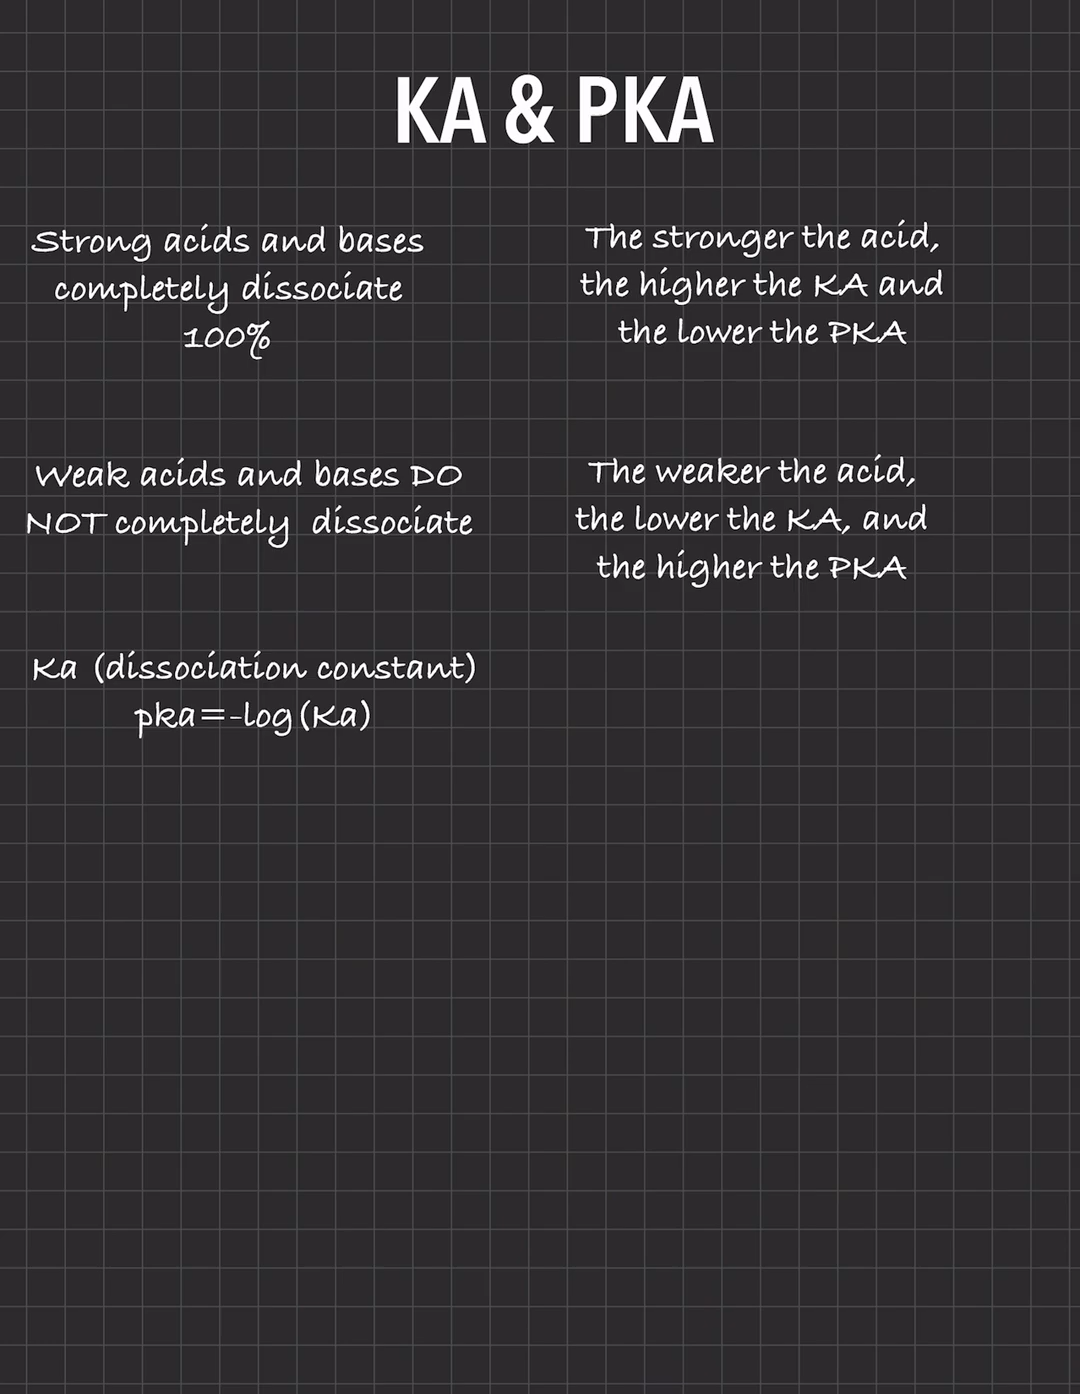 KA & PKA
Strong acids and bases
completely dissociate
100%
The stronger the acid,
the higher the KA and
the lower the PKA
Weak acids and bases DO
NOT completely dissociate
The weaker the acid,
the lower the KA, and
the higher the PKA
Ka (dissociation constant)
pka=-log(Ka)